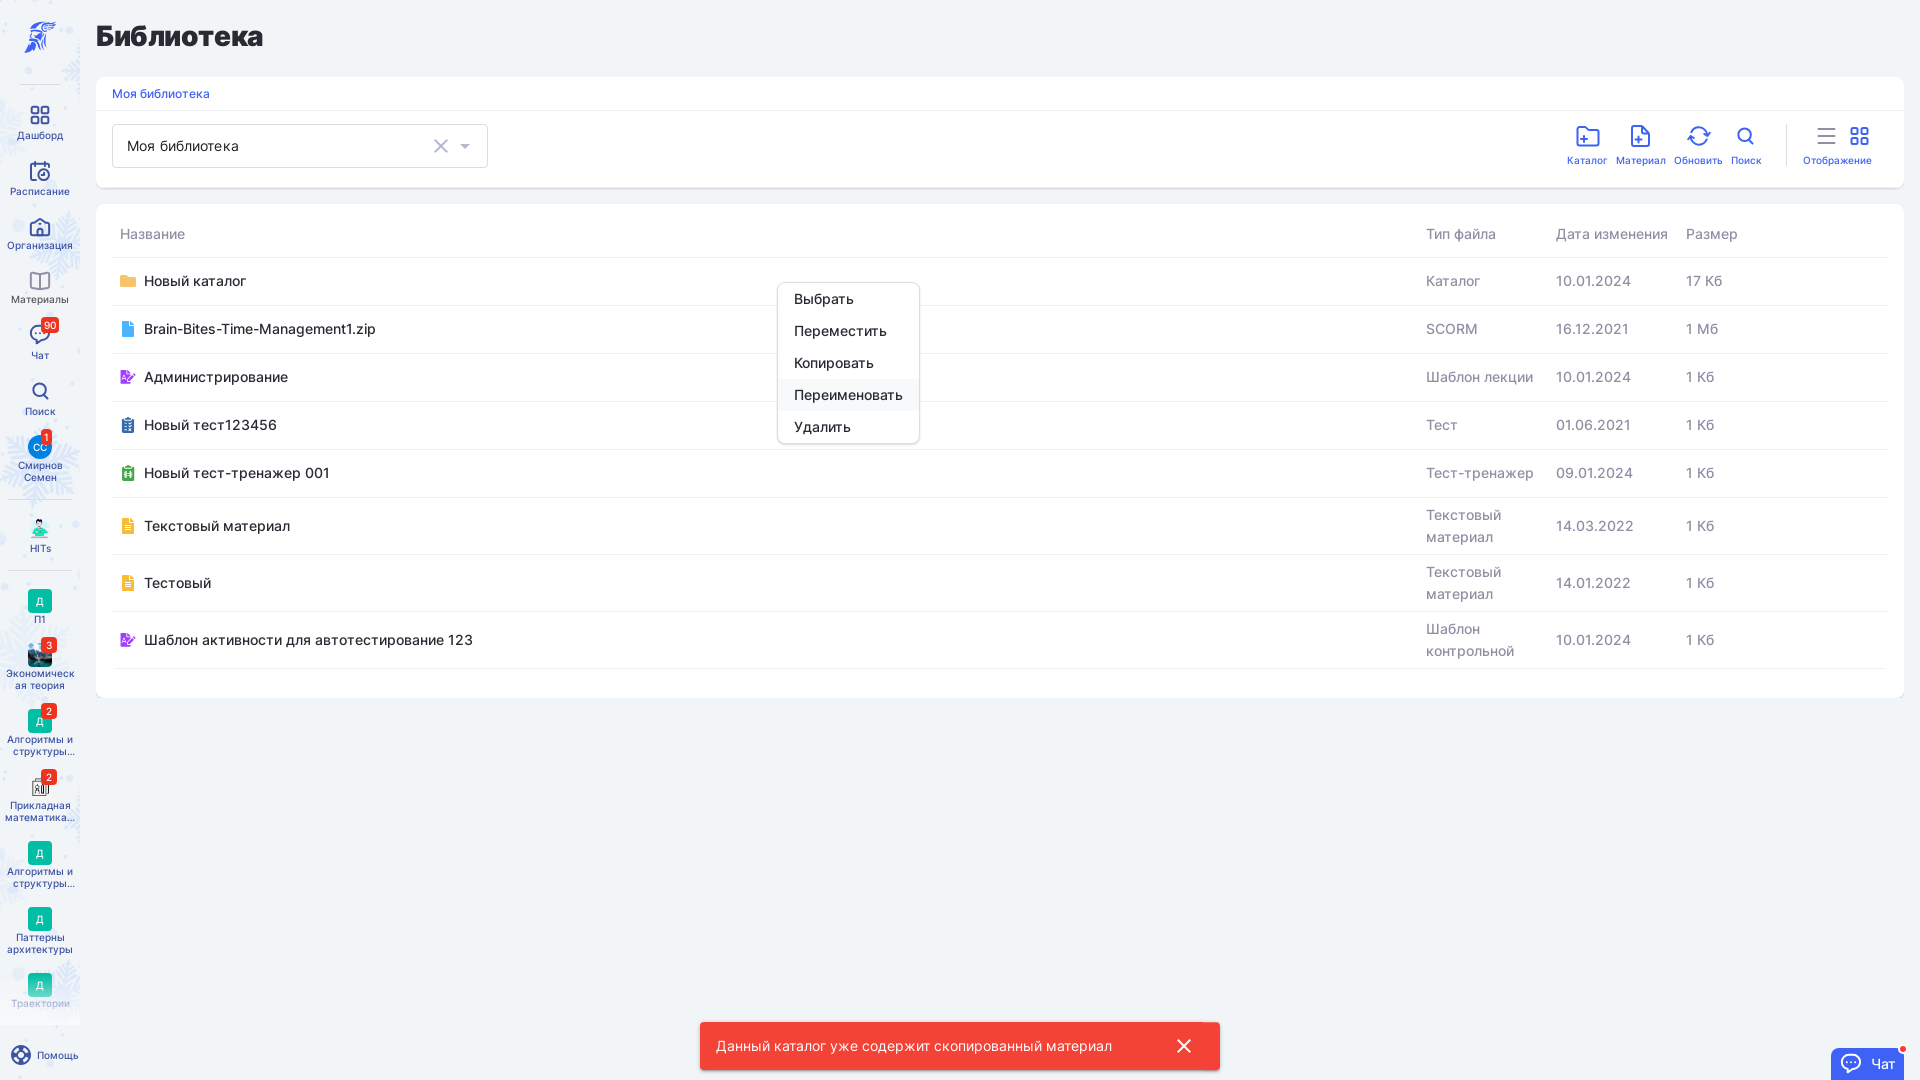 Библиотека
Моя библиотека
Моя библиотека
Каталог
Материал
Обновить
Поиск
Отображение
Название Тип файла Дата изменения Размер
Новый каталог Каталог 10.01.2024 17 Кб
Brain-Bites-Time-Management1.zip SCORM 16.12.2021 1 Мб
Администрирование Шаблон лекции 10.01.2024 1 Кб
Новый тест123456 Тест 01.06.2021 1 Кб
Новый тест-тренажер 001 Тест-тренажер 09.01.2024 1 Кб
Текстовый материал Текстовый материал 14.03.2022 1 Кб
Тестовый Текстовый материал 14.01.2022 1 Кб
Шаблон активности для автотестирование 123 Шаблон контрольной 10.01.2024 1 Кб
Выбрать
Переместить
Копировать
Переименовать
Удалить
Дашборд
Расписание
Организация
Материалы
90
Чат
Поиск
СС
1
Смирнов
Семен
HITs
Д
П1
3
Экономическ
ая теория
Д
2
Алгоритмы и
структуры...
2
Прикладная
математика...
Д
Алгоритмы и
структуры...
Д
Паттерны
архитектуры
Д
Траектории
Помощь
Данный каталог уже содержит скопированный материал
Чат